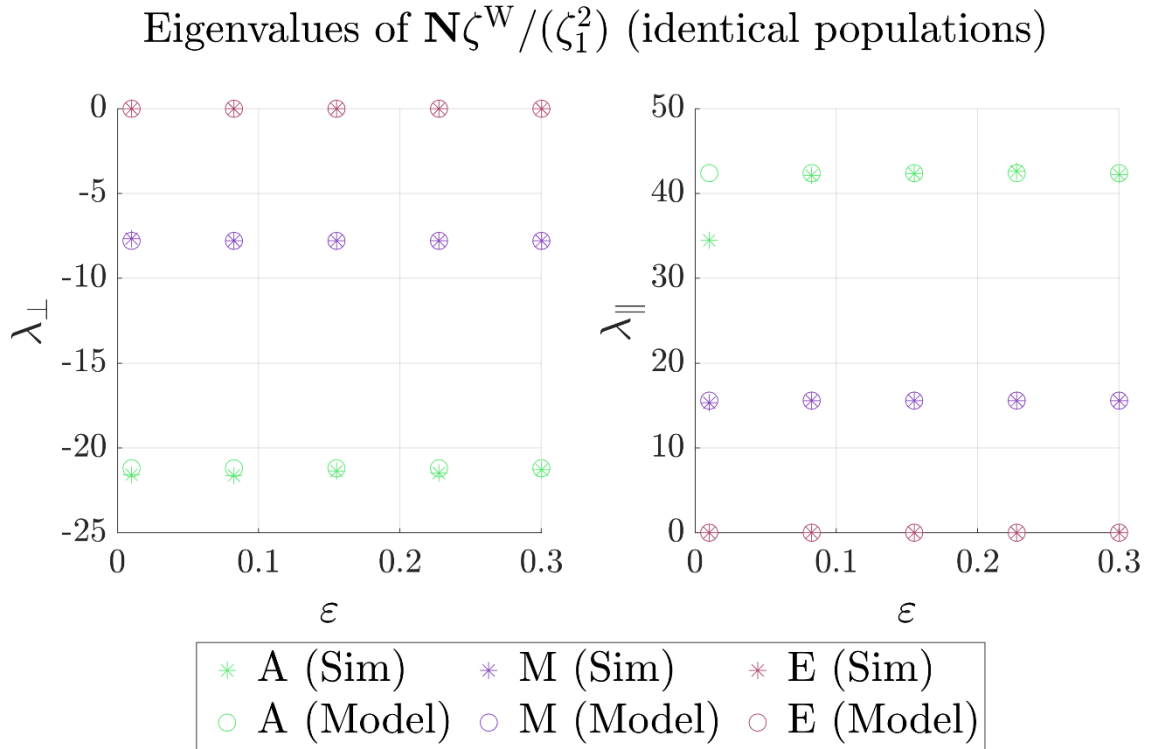 Eigenvalues of Nζ^W/(ζ_1^2) (identical populations)
0
-5
-10
-15
-20
-25
λ⊥
0
0.1
0.2
0.3
ε
50
40
30
20
10
0
λ∥
0
0.1
0.2
0.3
ε
A (Sim) M (Sim) E (Sim)
A (Model) M (Model) E (Model)